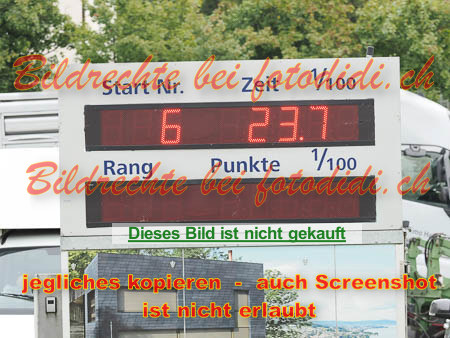 Bildrechte bei fotodidi.ch
Start Nr. Zeit 1/100
6 23.7
Rang Punkte 1/100
Bildrechte bei fotodidi.ch
Dieses Bild ist nicht gekauft
jegliches kopieren - auch Screenshot
ist nicht erlaubt